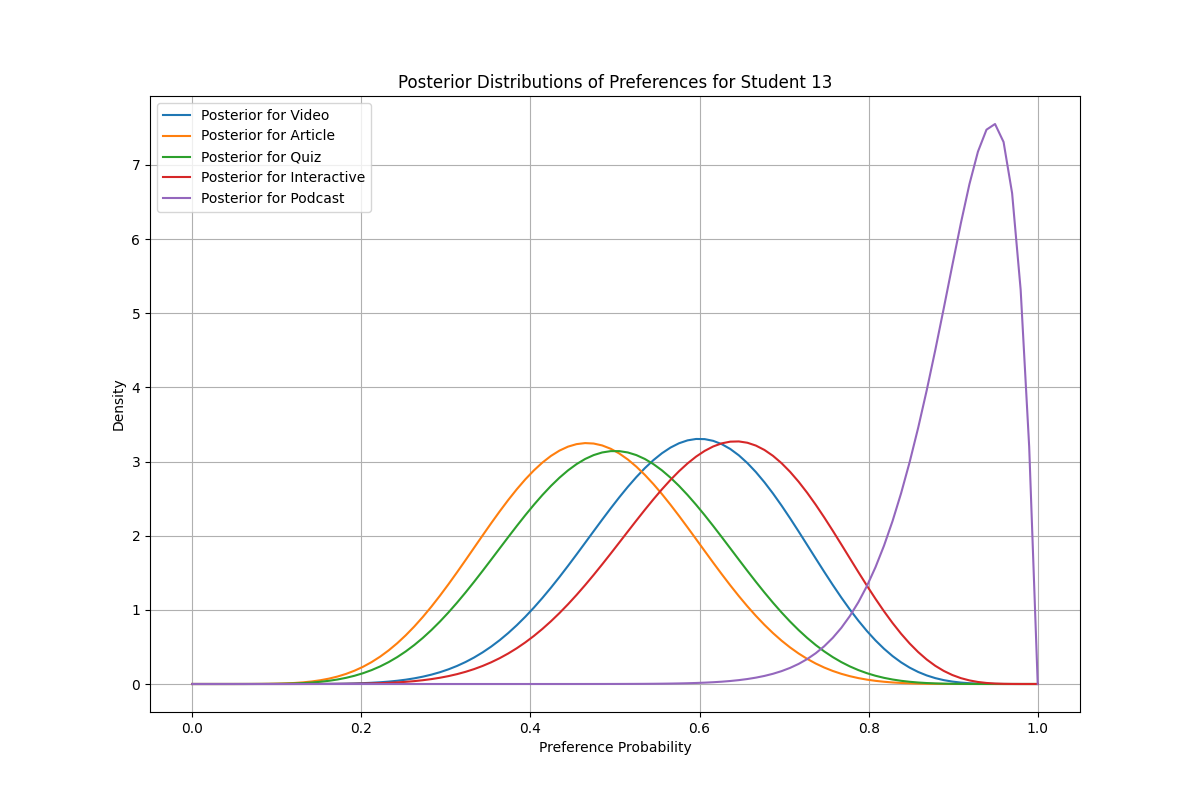 Posterior Distributions of Preferences for Student 13
Posterior for Video
Posterior for Article
Posterior for Quiz
Posterior for Interactive
Posterior for Podcast
7
6
5
4
3
2
1
0
Density
0.0 0.2 0.4 0.6 0.8 1.0
Preference Probability